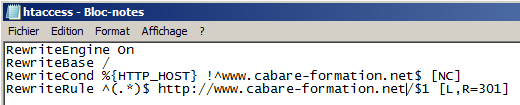 htaccess - Bloc-notes
Fichier Edition Format Affichage ?
RewriteEngine On
RewriteBase /
RewriteCond %{HTTP_HOST} !^www.cabare-formation.net$ [NC]
RewriteRule ^(.*)$ http://www.cabare-formation.net/$1 [L,R=301]